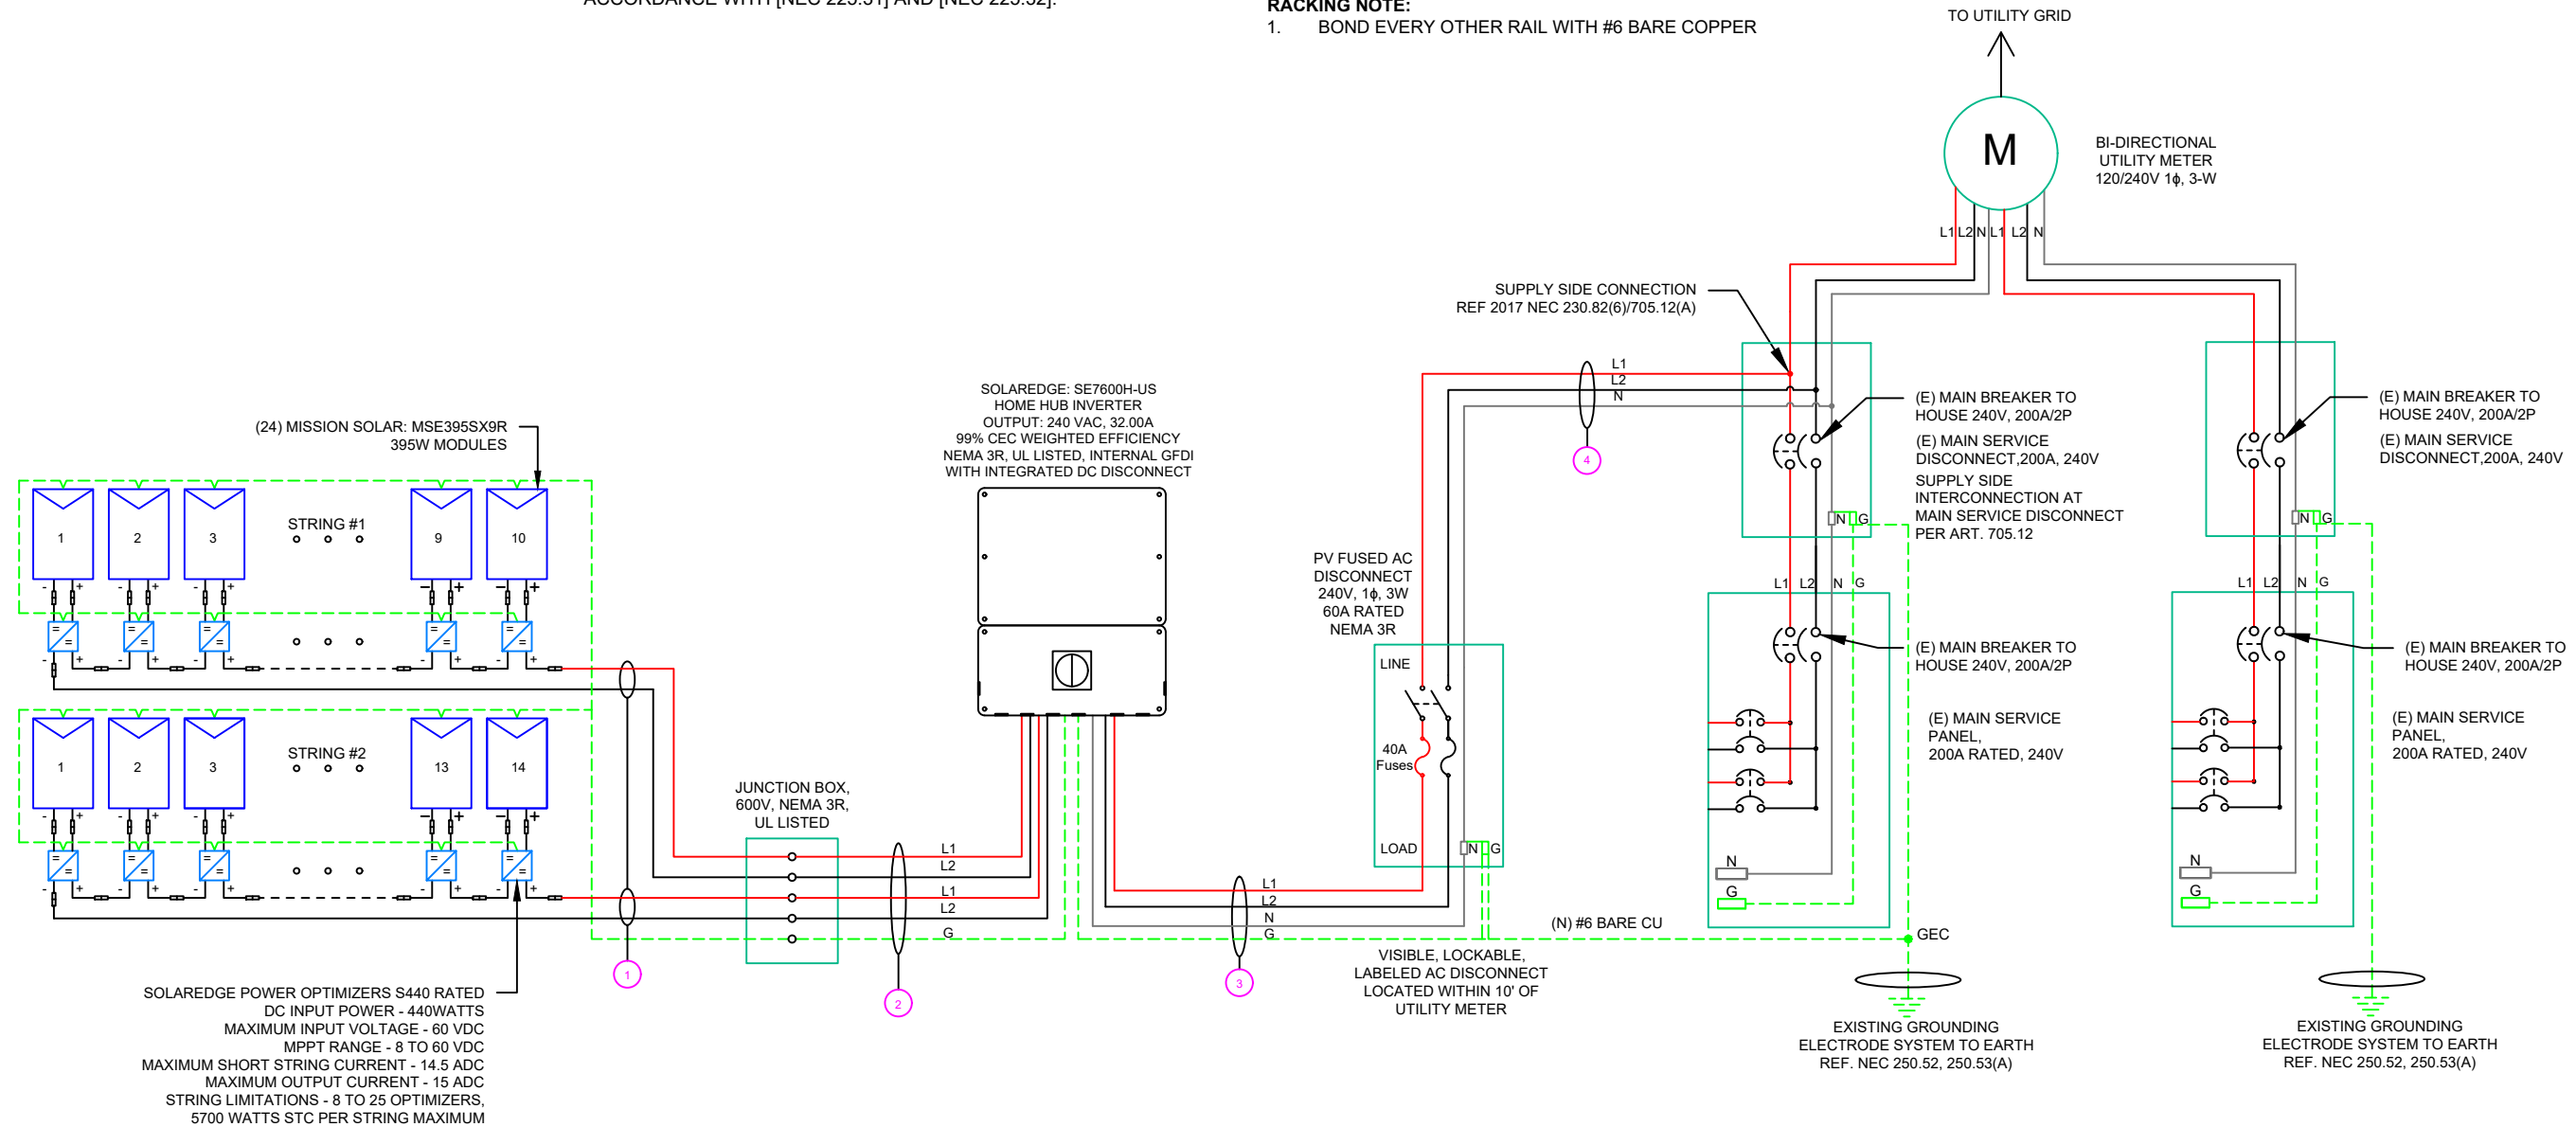 ACCORDANCE WITH [NEC 225.31] AND [NEC 225.32].
RACKING NOTE:
1. BOND EVERY OTHER RAIL WITH #6 BARE COPPER
TO UTILITY GRID
M
BI-DIRECTIONAL
UTILITY METER
120/240V 1ϕ, 3-W
L1 L2 N L1 L2 N
SUPPLY SIDE CONNECTION
REF 2017 NEC 230.82(6)/705.12(A)
L1
L2
N
4
(E) MAIN BREAKER TO
HOUSE 240V, 200A/2P
(E) MAIN SERVICE
DISCONNECT,200A, 240V
SUPPLY SIDE
INTERCONNECTION AT
MAIN SERVICE DISCONNECT
PER ART. 705.12
N G
(E) MAIN BREAKER TO
HOUSE 240V, 200A/2P
(E) MAIN SERVICE
DISCONNECT,200A, 240V
N G
SOLAREDGE: SE7600H-US
HOME HUB INVERTER
OUTPUT: 240 VAC, 32.00A
99% CEC WEIGHTED EFFICIENCY
NEMA 3R, UL LISTED, INTERNAL GFDI
WITH INTEGRATED DC DISCONNECT
(24) MISSION SOLAR: MSE395SX9R
395W MODULES
STRING #1
1 2 3 9 10
- + - + - + - + - +
= = = = = = = = = =
- + - + - + - + - +
STRING #2
1 2 3 13 14
- + - + - + - + - +
= = = = = = = = = =
- + - + - + - + - +
1
SOLAREDGE POWER OPTIMIZERS S440 RATED
DC INPUT POWER - 440WATTS
MAXIMUM INPUT VOLTAGE - 60 VDC
MPPT RANGE - 8 TO 60 VDC
MAXIMUM SHORT STRING CURRENT - 14.5 ADC
MAXIMUM OUTPUT CURRENT - 15 ADC
STRING LIMITATIONS - 8 TO 25 OPTIMIZERS,
5700 WATTS STC PER STRING MAXIMUM
JUNCTION BOX,
600V, NEMA 3R,
UL LISTED
L1
L2
L1
L2
G
2
L1
L2
N
G
3
PV FUSED AC
DISCONNECT
240V, 1ϕ, 3W
60A RATED
NEMA 3R
LINE
40A
Fuses
LOAD
N G
VISIBLE, LOCKABLE,
LABELED AC DISCONNECT
LOCATED WITHIN 10' OF
UTILITY METER
(N) #6 BARE CU
GEC
L1 L2 N G
(E) MAIN BREAKER TO
HOUSE 240V, 200A/2P
(E) MAIN SERVICE
PANEL,
200A RATED, 240V
N
G
EXISTING GROUNDING
ELECTRODE SYSTEM TO EARTH
REF. NEC 250.52, 250.53(A)
L1 L2 N G
(E) MAIN BREAKER TO
HOUSE 240V, 200A/2P
(E) MAIN SERVICE
PANEL,
200A RATED, 240V
N
G
EXISTING GROUNDING
ELECTRODE SYSTEM TO EARTH
REF. NEC 250.52, 250.53(A)